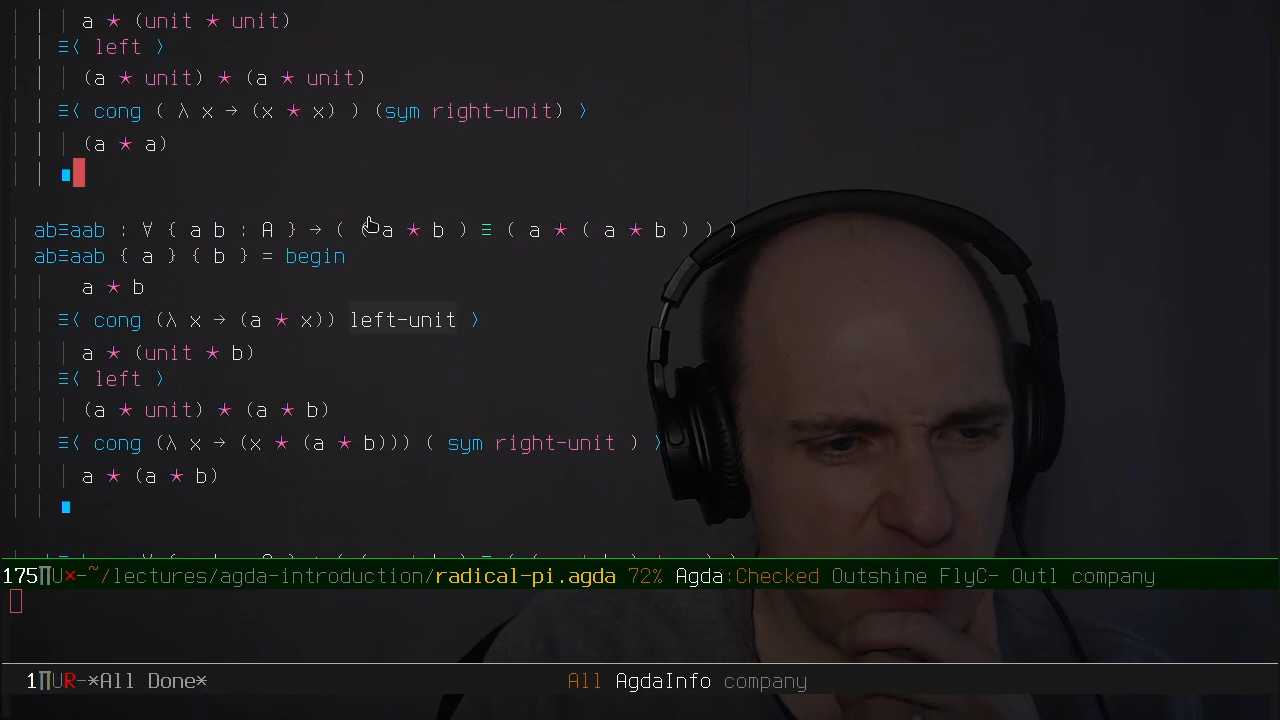 a ⋆ (unit ⋆ unit)
≡⟨ left ⟩
(a ⋆ unit) ⋆ (a ⋆ unit)
≡⟨ cong ( λ x → (x ⋆ x) ) (sym right-unit) ⟩
(a ⋆ a)
∎
ab≡aab : ∀ { a b : A } → ( ( a ⋆ b ) ≡ ( a ⋆ ( a ⋆ b ) ) )
ab≡aab { a } { b } = begin
a ⋆ b
≡⟨ cong (λ x → (a ⋆ x)) left-unit ⟩
a ⋆ (unit ⋆ b)
≡⟨ left ⟩
(a ⋆ unit) ⋆ (a ⋆ b)
≡⟨ cong (λ x → (x ⋆ (a ⋆ b))) ( sym right-unit ) ⟩
a ⋆ (a ⋆ b)
∎
175∏U×-~/lectures/agda-introduction/radical-pi.agda 72% Agda:Checked Outshine FlyC- Outl company
1∏UR-*All Done* All AgdaInfo company